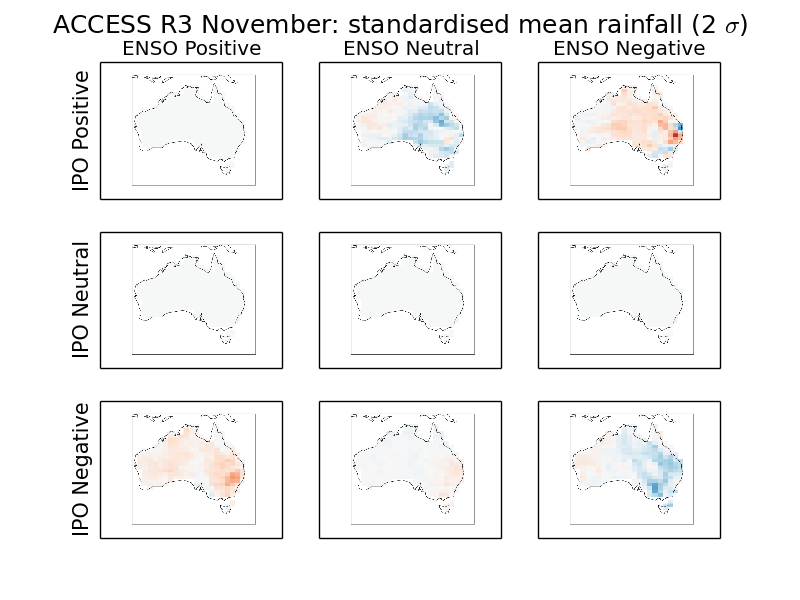 ACCESS R3 November: standardised mean rainfall (2 σ)
ENSO Positive ENSO Neutral ENSO Negative
IPO Positive
IPO Neutral
IPO Negative